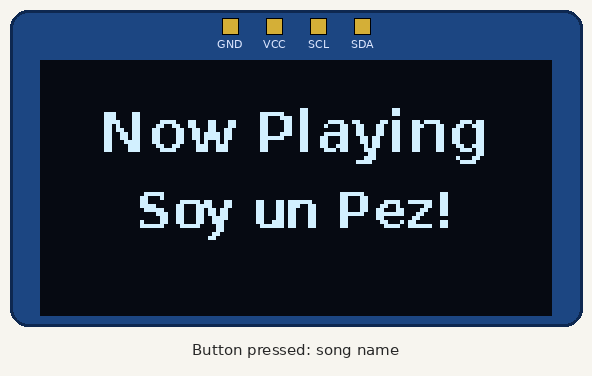 GND VCC SCL SDA
Now Playing
Soy un Pez!
Button pressed: song name